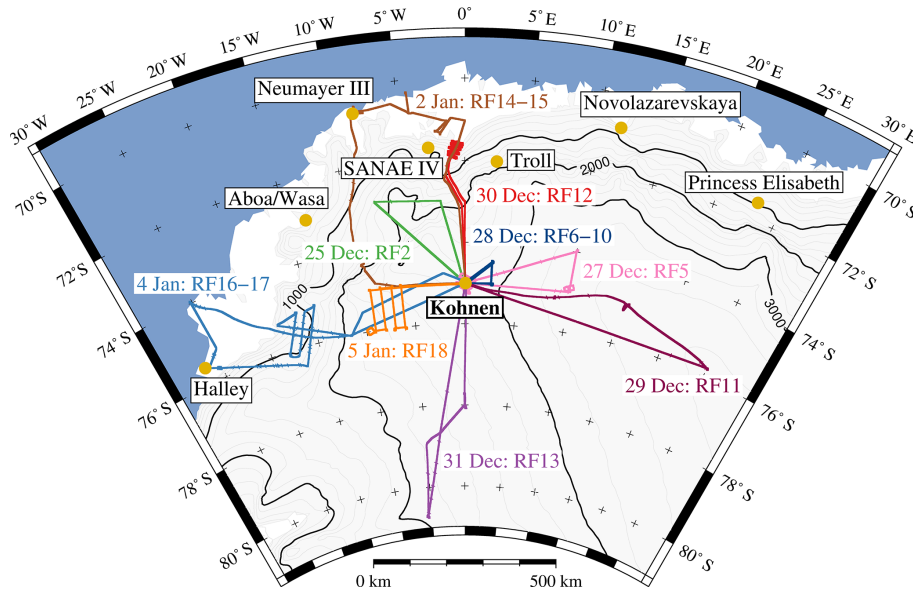 30° W
25° W
20° W
15° W
10° W
5° W
0°
5° E
10° E
15° E
20° E
25° E
30° E
Neumayer III
2 Jan: RF14–15
Novolazarevskaya
70° S
SANAE IV
Troll
2000
70° S
Princess Elisabeth
Aboa/Wasa
30 Dec: RF12
72° S
25 Dec: RF2
28 Dec: RF6–10
72° S
27 Dec: RF5
4 Jan: RF16–17
1000
Kohnen
3000
74° S
5 Jan: RF18
74° S
Halley
29 Dec: RF11
76° S
76° S
31 Dec: RF13
78° S
78° S
80° S
80° S
0 km
500 km